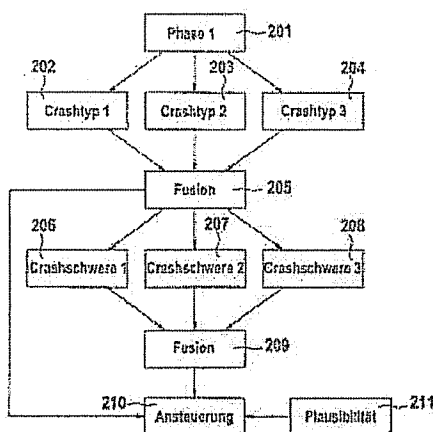 Phase 1
201
202
203
204
Crashtyp 1
Crashtyp 2
Crashtyp 3
Fusion
205
206
207
208
Crashschwere 1
Crashschwere 2
Crashschwere 3
Fusion
209
210
211
Ansteuerung
Plausibilität